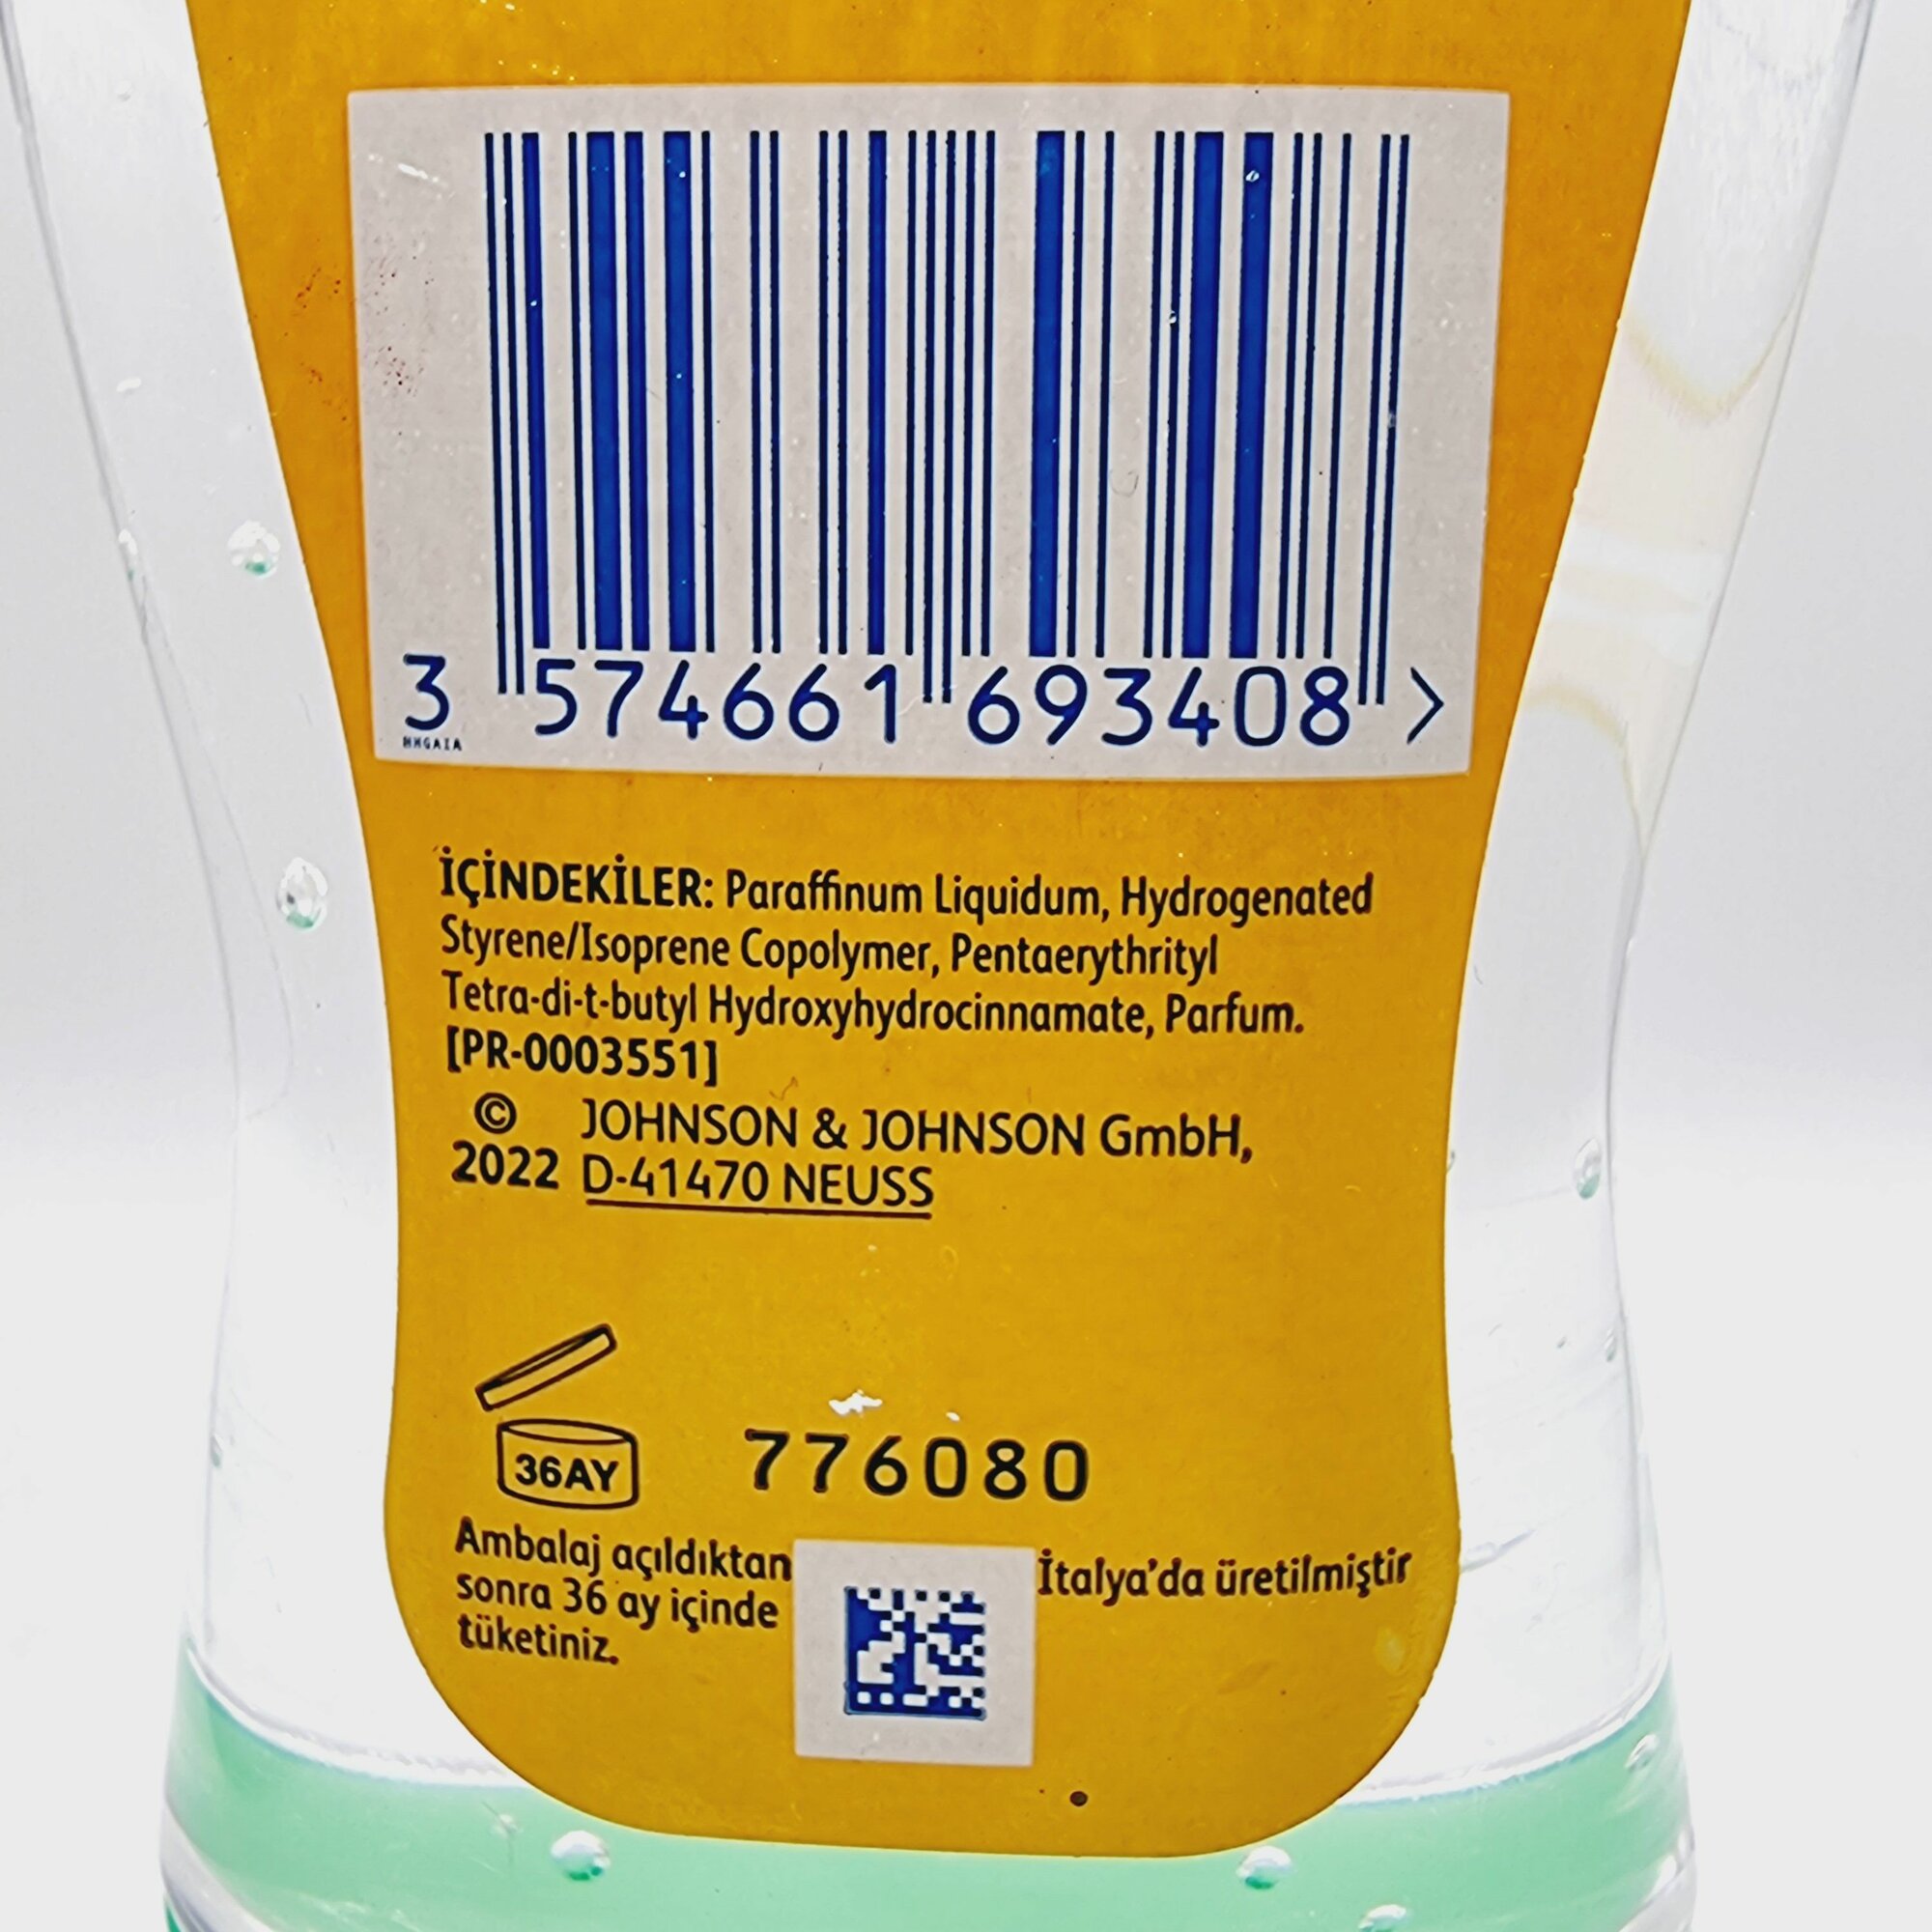 3 574661 693408 >
İÇİNDEKİLER: Paraffinum Liquidum, Hydrogenated
Styrene/Isoprene Copolymer, Pentaerythrityl
Tetra-di-t-butyl Hydroxyhydrocinnamate, Parfum.
[PR-0003551]
© JOHNSON & JOHNSON GmbH,
2022 D-41470 NEUSS
36AY
776080
Ambalaj açıldıktan
sonra 36 ay içinde
tüketiniz.
İtalya'da üretilmiştir